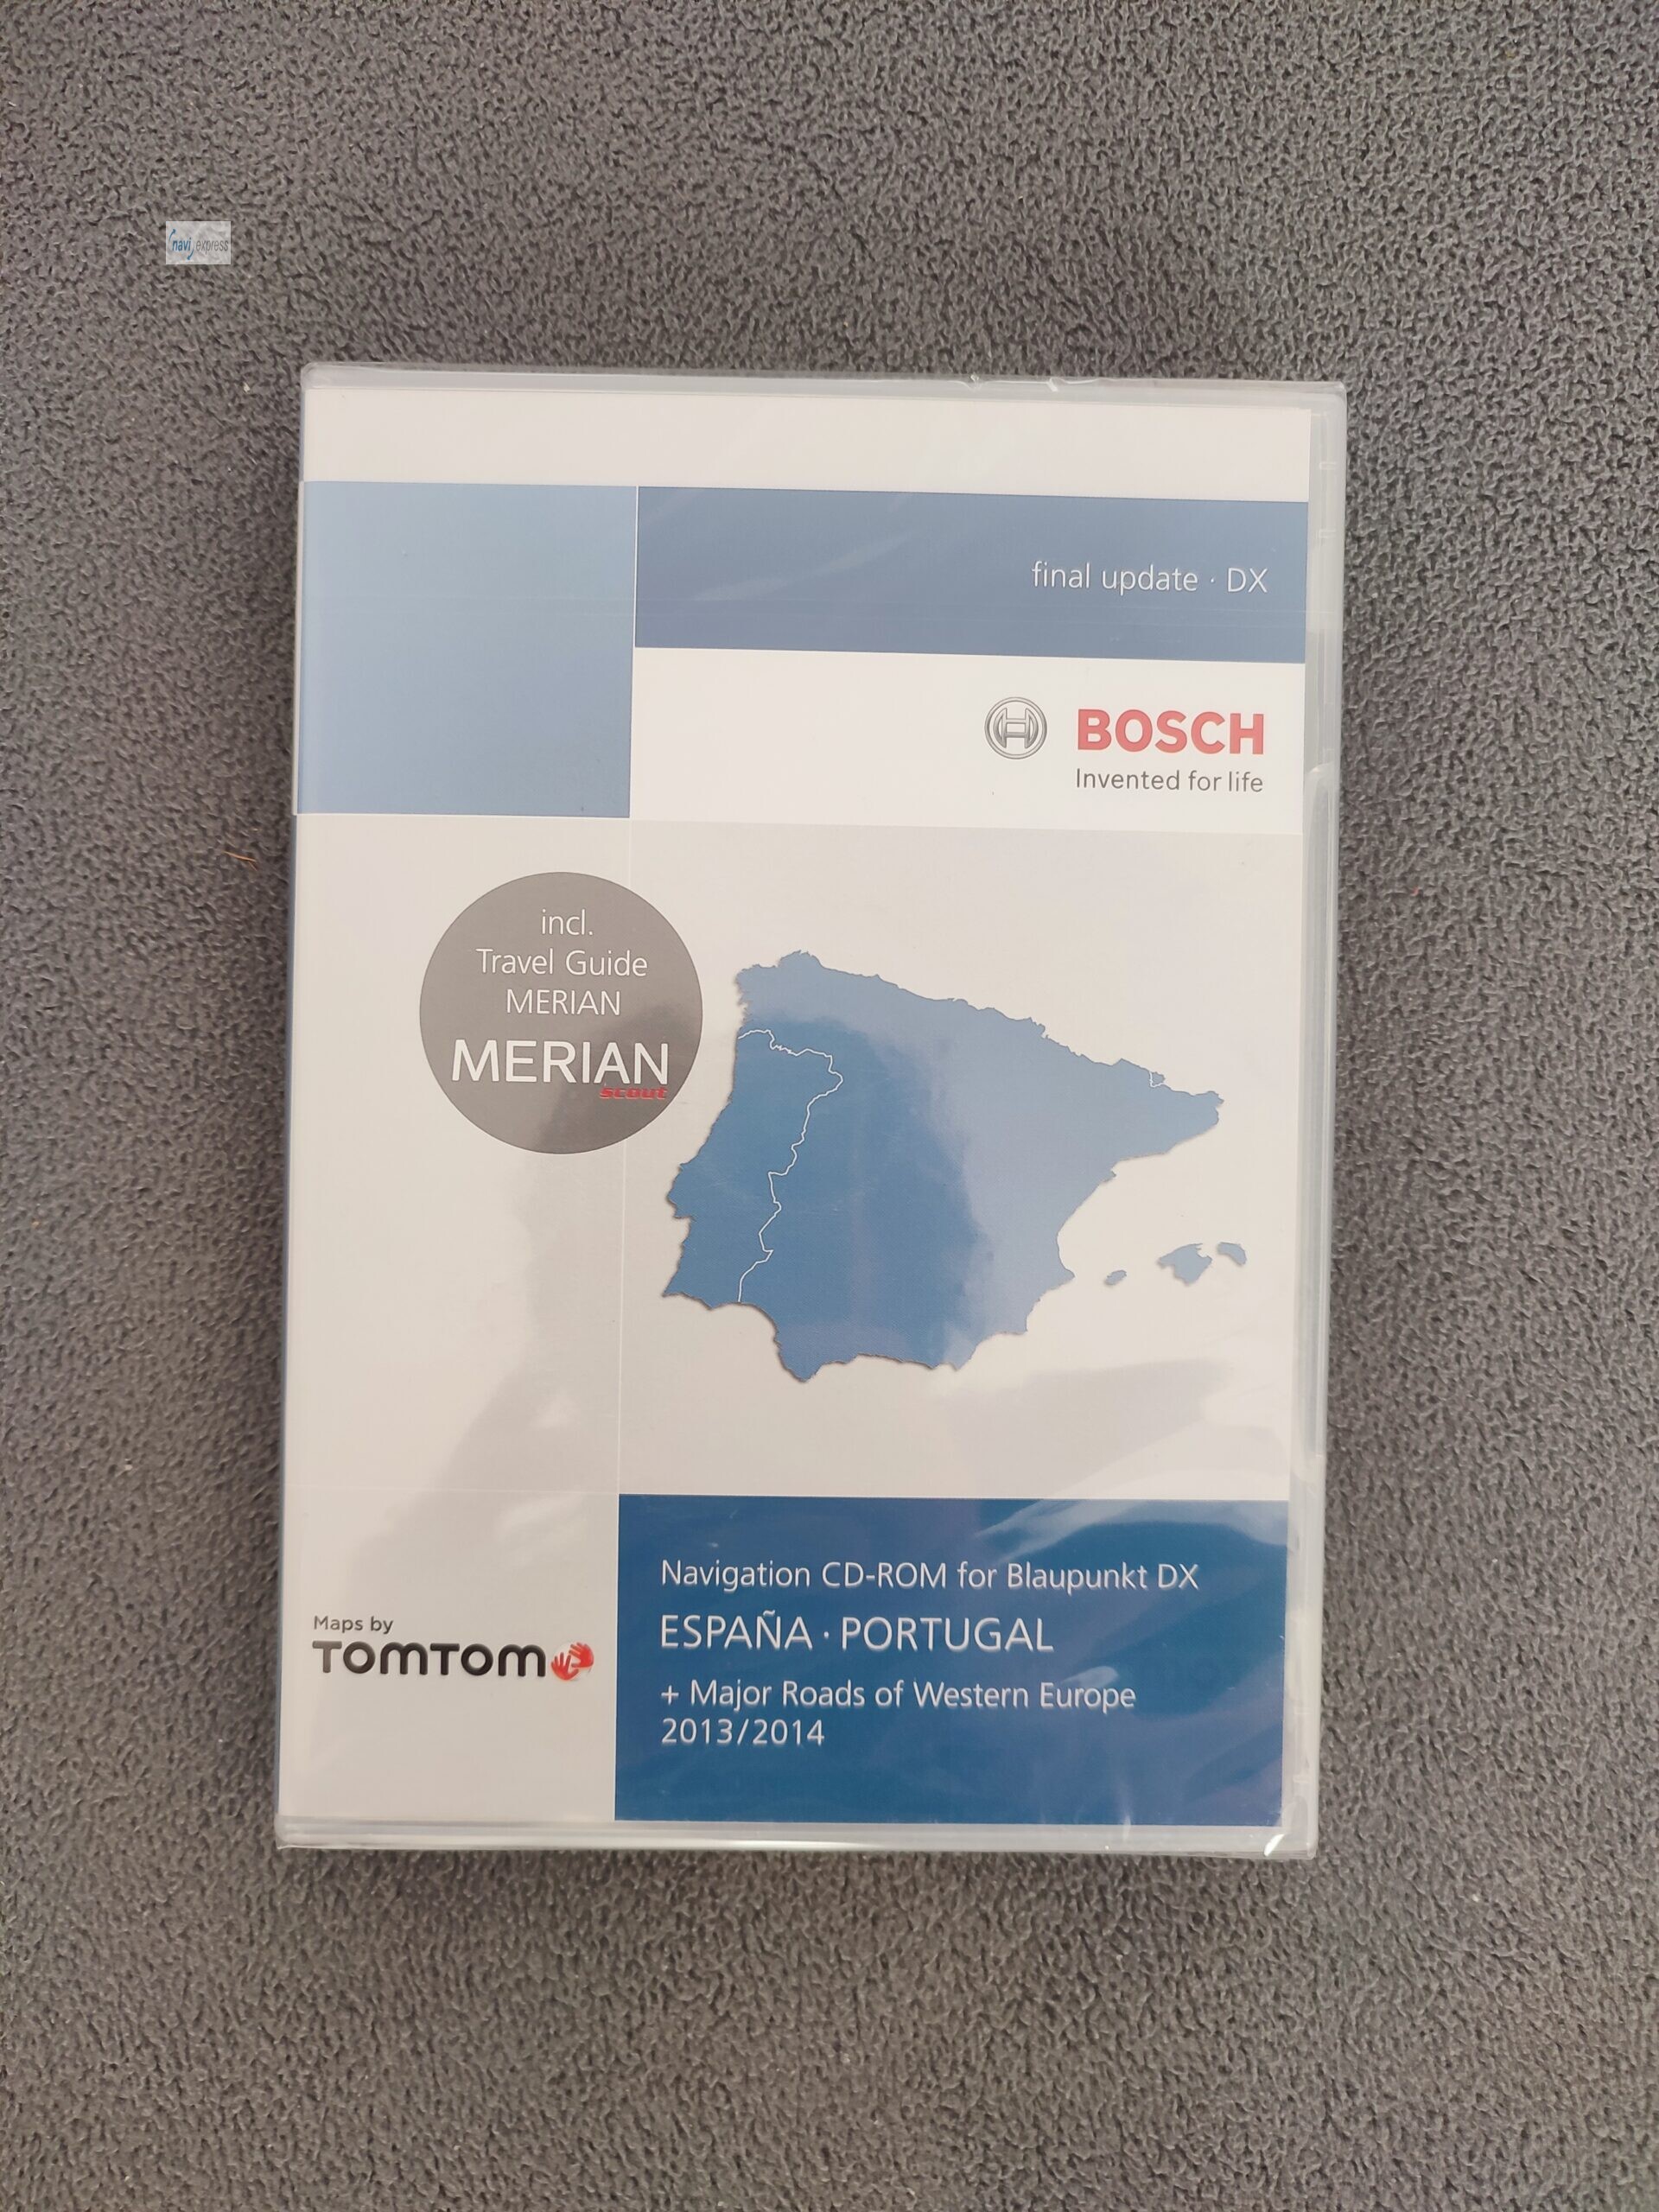 navi express
final update · DX
BOSCH
Invented for life
incl.
Travel Guide
MERIAN
MERIAN
scout
Maps by
TOMTOM
Navigation CD-ROM for Blaupunkt DX
ESPAÑA · PORTUGAL
+ Major Roads of Western Europe
2013/2014